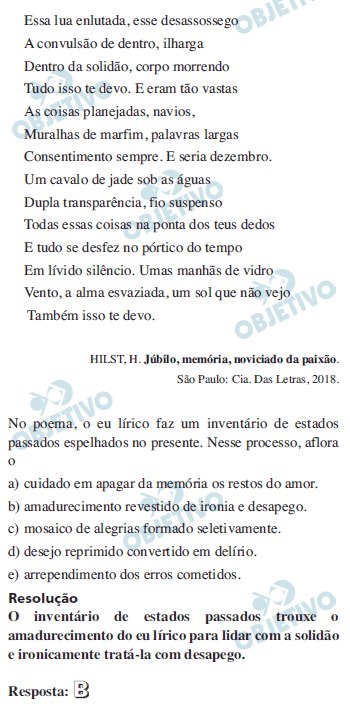 Essa lua enlutada, esse desassossego
A convulsão de dentro, ilharga
Dentro da solidão, corpo morrendo
Tudo isso te devo. E eram tão vastas
As coisas planejadas, navios,
Muralhas de marfim, palavras largas
Consentimento sempre. E seria dezembro.
Um cavalo de jade sob as águas
Dupla transparência, fio suspenso
Todas essas coisas na ponta dos teus dedos
E tudo se desfez no pórtico do tempo
Em lívido silêncio. Umas manhãs de vidro
Vento, a alma esvaziada, um sol que não vejo
Também isso te devo.
HILST, H. Júbilo, memória, noviciado da paixão.
São Paulo: Cia. Das Letras, 2018.
No poema, o eu lírico faz um inventário de estados
passados espelhados no presente. Nesse processo, aflora
o
a) cuidado em apagar da memória os restos do amor.
b) amadurecimento revestido de ironia e desapego.
c) mosaico de alegrias formado seletivamente.
d) desejo reprimido convertido em delírio.
e) arrependimento dos erros cometidos.
Resolução
O inventário de estados passados trouxe o
amadurecimento do eu lírico para lidar com a solidão
e ironicamente tratá-la com desapego.
Resposta: B
OBJETIVO
OBJETIVO
OBJETIVO
OBJETIVO
OBJETIVO
OBJETIVO
OBJETIVO